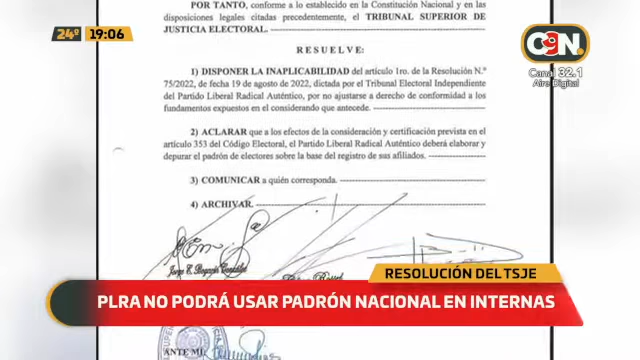 24º 19:06
C9N
Canal 32.1
Aire Digital
POR TANTO, conforme a lo establecido en la Constitución Nacional y en las
disposiciones legales citadas precedentemente, el TRIBUNAL SUPERIOR DE
JUSTICIA ELECTORAL.
R E S U E L V E :
1) DISPONER LA INAPLICABILIDAD del artículo 1ro. de la Resolución N.º
75/2022, de fecha 19 de agosto de 2022, dictada por el Tribunal Electoral Independiente
del Partido Liberal Radical Auténtico, por no ajustarse a derecho de conformidad a los
fundamentos expuestos en el considerando que antecede.
2) ACLARAR que a los efectos de la consideración y certificación prevista en el
artículo 353 del Código Electoral, el Partido Liberal Radical Auténtico deberá elaborar y
depurar el padrón de electores sobre la base del registro de sus afiliados.
3) COMUNICAR a quién corresponda.
4) ARCHIVAR.
RESOLUCIÓN DEL TSJE
PLRA NO PODRÁ USAR PADRÓN NACIONAL EN INTERNAS
ANTE MI: